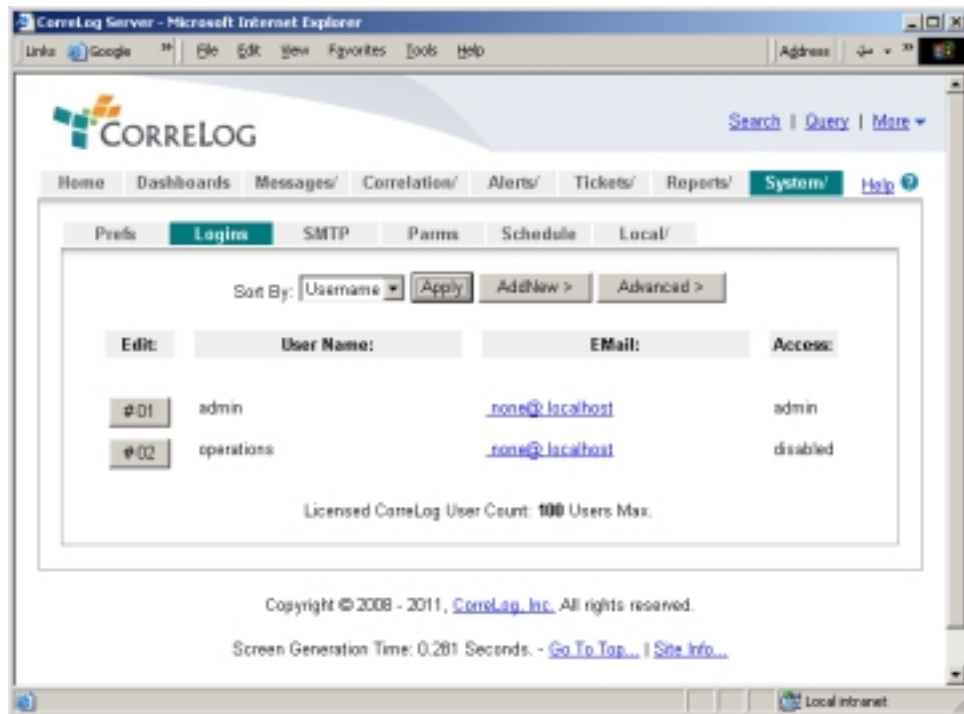 CorreLog Server - Microsoft Internet Explorer
Links Google » File Edit View Favorites Tools Help Address »
CORRELOG
Search | Query | More
Home Dashboards Messages/ Correlation/ Alerts/ Tickets/ Reports/ System/ Help ?
Prefs Logins SMTP Parms Schedule Local/
Sort By: Username Apply AddNew > Advanced >
Edit: User Name: EMail: Access:
#01 admin none@localhost admin
#02 operations none@localhost disabled
Licensed CorreLog User Count: 100 Users Max.
Copyright © 2008 - 2011, CorreLog, Inc. All rights reserved.
Screen Generation Time: 0.281 Seconds. - Go To Top... | Site Info...
Local intranet